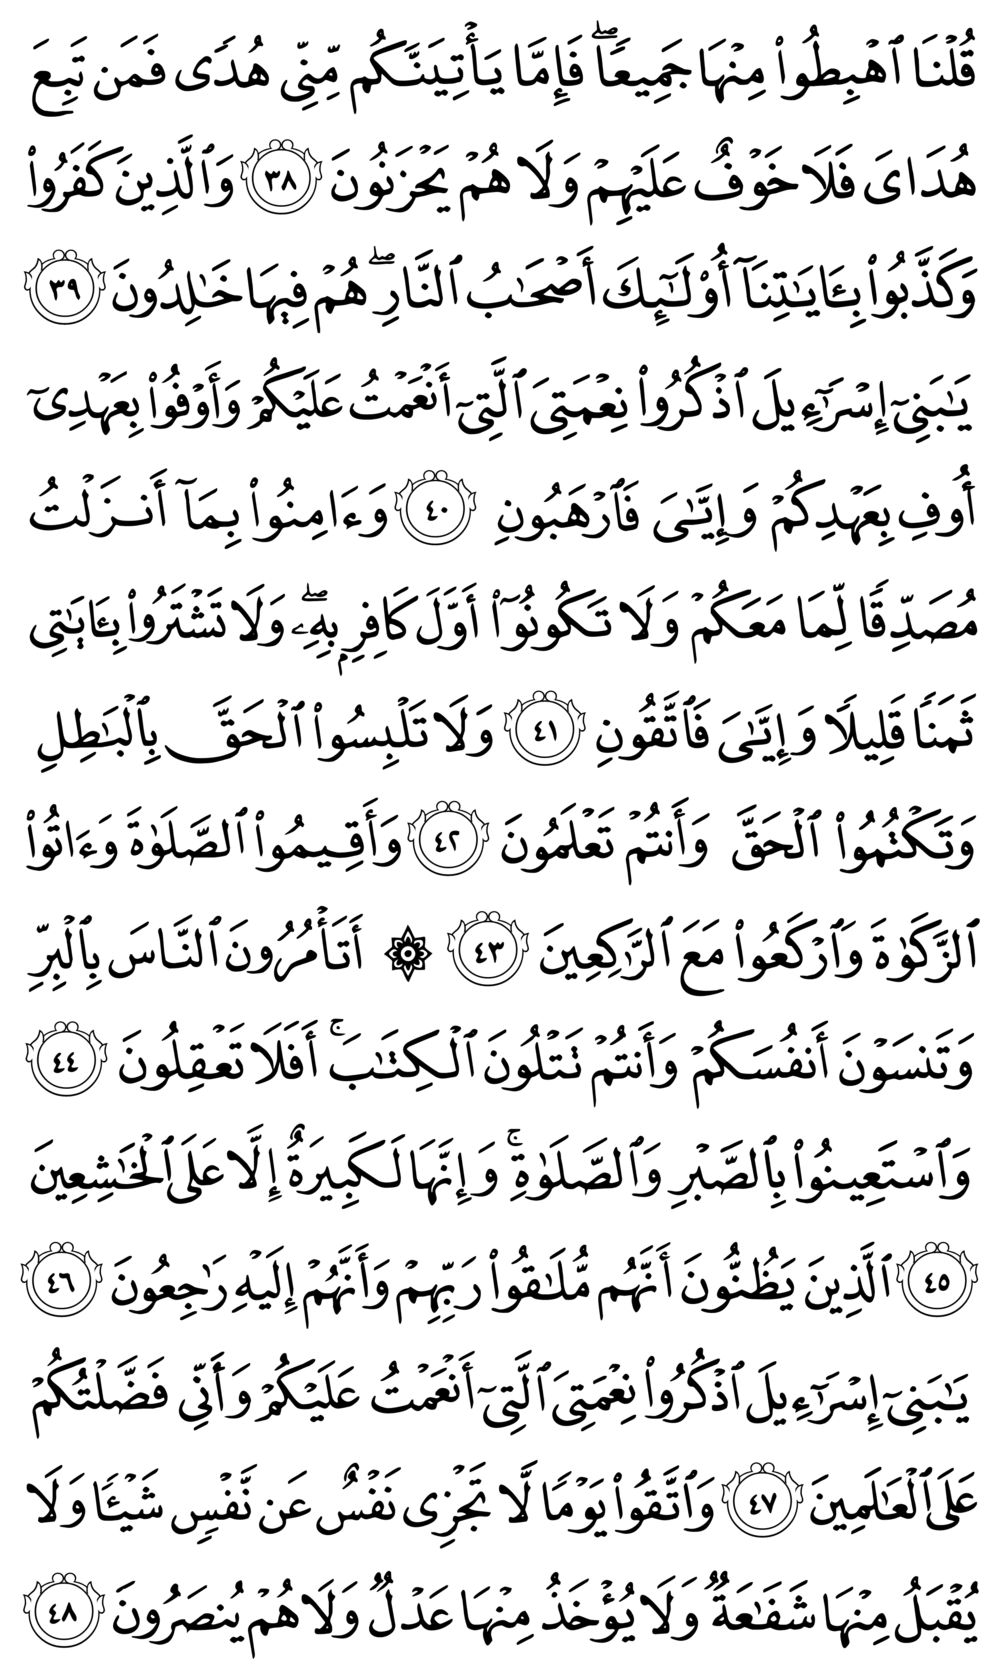 قُلۡنَا ٱهۡبِطُواْ مِنۡهَا جَمِيعٗاۖ فَإِمَّا يَأۡتِيَنَّكُم مِّنِّي هُدٗى فَمَن تَبِعَ
هُدَايَ فَلَا خَوۡفٌ عَلَيۡهِمۡ وَلَا هُمۡ يَحۡزَنُونَ ٣٨ وَٱلَّذِينَ كَفَرُواْ
وَكَذَّبُواْ بِـَٔايَٰتِنَآ أُوْلَٰٓئِكَ أَصۡحَٰبُ ٱلنَّارِۖ هُمۡ فِيهَا خَٰلِدُونَ ٣٩
يَٰبَنِيٓ إِسۡرَٰٓءِيلَ ٱذۡكُرُواْ نِعۡمَتِيَ ٱلَّتِيٓ أَنۡعَمۡتُ عَلَيۡكُمۡ وَأَوۡفُواْ بِعَهۡدِيٓ
أُوفِ بِعَهۡدِكُمۡ وَإِيَّٰيَ فَٱرۡهَبُونِ ٤٠ وَءَامِنُواْ بِمَآ أَنزَلۡتُ
مُصَدِّقٗا لِّمَا مَعَكُمۡ وَلَا تَكُونُوٓاْ أَوَّلَ كَافِرِۭ بِهِۦۖ وَلَا تَشۡتَرُواْ بِـَٔايَٰتِي
ثَمَنٗا قَلِيلٗا وَإِيَّٰيَ فَٱتَّقُونِ ٤١ وَلَا تَلۡبِسُواْ ٱلۡحَقَّ بِٱلۡبَٰطِلِ
وَتَكۡتُمُواْ ٱلۡحَقَّ وَأَنتُمۡ تَعۡلَمُونَ ٤٢ وَأَقِيمُواْ ٱلصَّلَوٰةَ وَءَاتُواْ
ٱلزَّكَوٰةَ وَٱرۡكَعُواْ مَعَ ٱلرَّٰكِعِينَ ٤٣ ۞ أَتَأۡمُرُونَ ٱلنَّاسَ بِٱلۡبِرِّ
وَتَنسَوۡنَ أَنفُسَكُمۡ وَأَنتُمۡ تَتۡلُونَ ٱلۡكِتَٰبَۚ أَفَلَا تَعۡقِلُونَ ٤٤
وَٱسۡتَعِينُواْ بِٱلصَّبۡرِ وَٱلصَّلَوٰةِۚ وَإِنَّهَا لَكَبِيرَةٌ إِلَّا عَلَى ٱلۡخَٰشِعِينَ
٤٥ ٱلَّذِينَ يَظُنُّونَ أَنَّهُم مُّلَٰقُواْ رَبِّهِمۡ وَأَنَّهُمۡ إِلَيۡهِ رَٰجِعُونَ ٤٦
يَٰبَنِيٓ إِسۡرَٰٓءِيلَ ٱذۡكُرُواْ نِعۡمَتِيَ ٱلَّتِيٓ أَنۡعَمۡتُ عَلَيۡكُمۡ وَأَنِّي فَضَّلۡتُكُمۡ
عَلَى ٱلۡعَٰلَمِينَ ٤٧ وَٱتَّقُواْ يَوۡمٗا لَّا تَجۡزِي نَفۡسٌ عَن نَّفۡسٖ شَيۡـٔٗا وَلَا
يُقۡبَلُ مِنۡهَا شَفَٰعَةٞ وَلَا يُؤۡخَذُ مِنۡهَا عَدۡلٞ وَلَا هُمۡ يُنصَرُونَ ٤٨